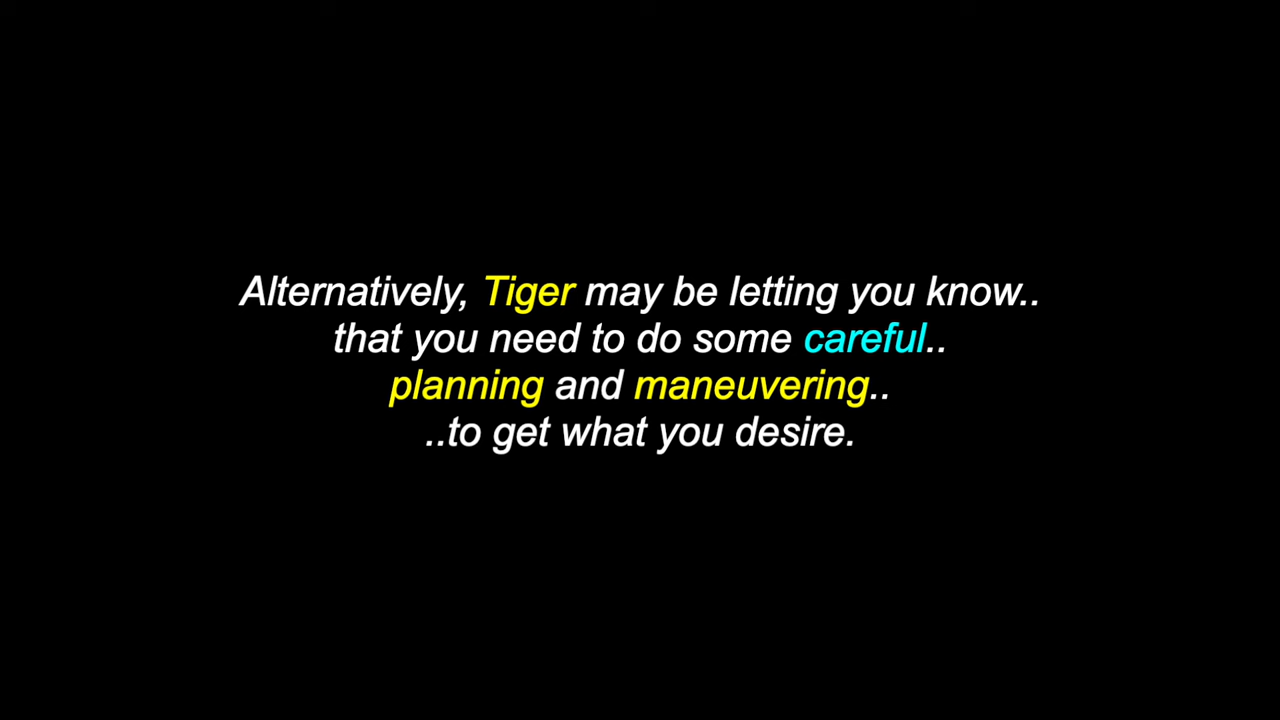 Alternatively, Tiger may be letting you know..
that you need to do some careful..
planning and maneuvering..
..to get what you desire.